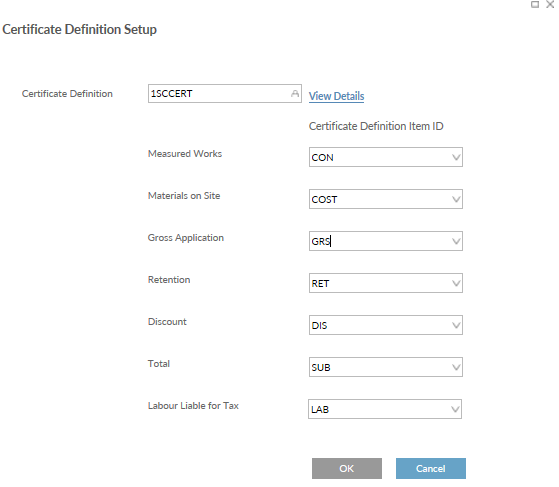 Certificate Definition Setup
Certificate Definition 1SCCERT View Details
Certificate Definition Item ID
Measured Works CON
Materials on Site COST
Gross Application GRS
Retention RET
Discount DIS
Total SUB
Labour Liable for Tax LAB
OK Cancel